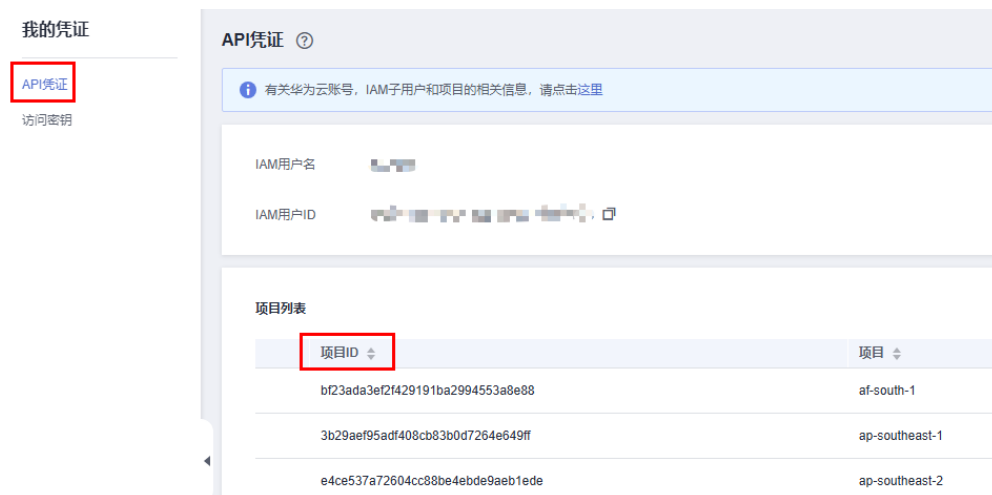 我的凭证
API凭证
访问密钥
API凭证
有关华为云账号，IAM子用户和项目的相关信息，请点击这里
IAM用户名
IAM用户ID
项目列表
项目ID 项目
bf23ada3ef2f429191ba2994553a8e88 af-south-1
3b29aef95adf408cb83b0d7264e649ff ap-southeast-1
e4ce537a72604cc88be4ebde9aeb1ede ap-southeast-2